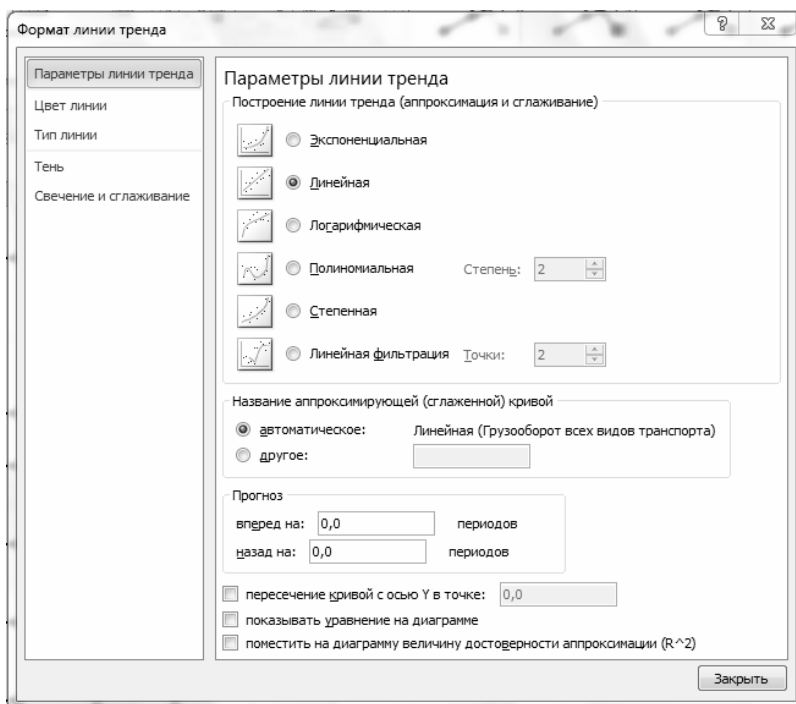 Формат линии тренда
Параметры линии тренда
Цвет линии
Тип линии
Тень
Свечение и сглаживание
Параметры линии тренда
Построение линии тренда (аппроксимация и сглаживание)
Экспоненциальная
Линейная
Логарифмическая
Полиномиальная Степень: 2
Степенная
Линейная фильтрация Точки: 2
Название аппроксимирующей (сглаженной) кривой
автоматическое: Линейная (Грузооборот всех видов транспорта)
другое:
Прогноз
вперед на: 0,0 периодов
назад на: 0,0 периодов
пересечение кривой с осью Y в точке: 0,0
показывать уравнение на диаграмме
поместить на диаграмму величину достоверности аппроксимации (R^2)
Закрыть